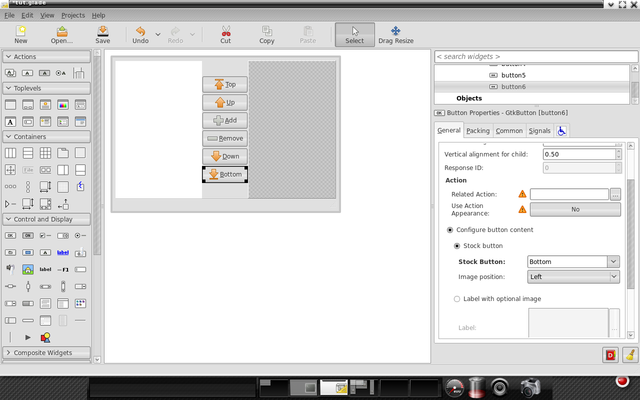 *tut.glade
File Edit View Projects Help
New Open... Save Undo Redo Cut Copy Paste Select Drag Resize
Actions
Toplevels
Containers
Control and Display
label
label
Composite Widgets
Top
Up
Add
Remove
Down
Bottom
< search widgets >
button5
button6
Objects
Button Properties - GtkButton [button6]
General Packing Common Signals
Vertical alignment for child: 0.50
Response ID: 0
Action
Related Action: ...
Use Action Appearance: No
Configure button content
Stock button
Stock Button: Bottom
Image position: Left
Label with optional image
Label: